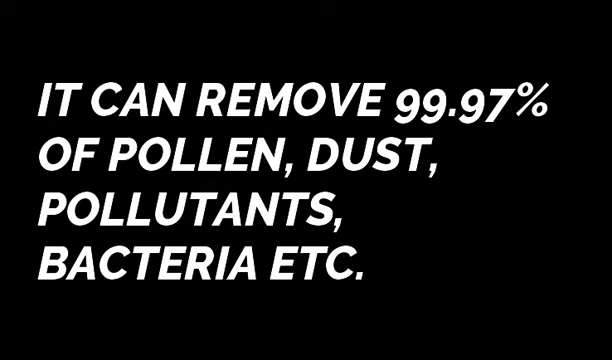 IT CAN REMOVE 99.97%
OF POLLEN, DUST,
POLLUTANTS,
BACTERIA ETC.